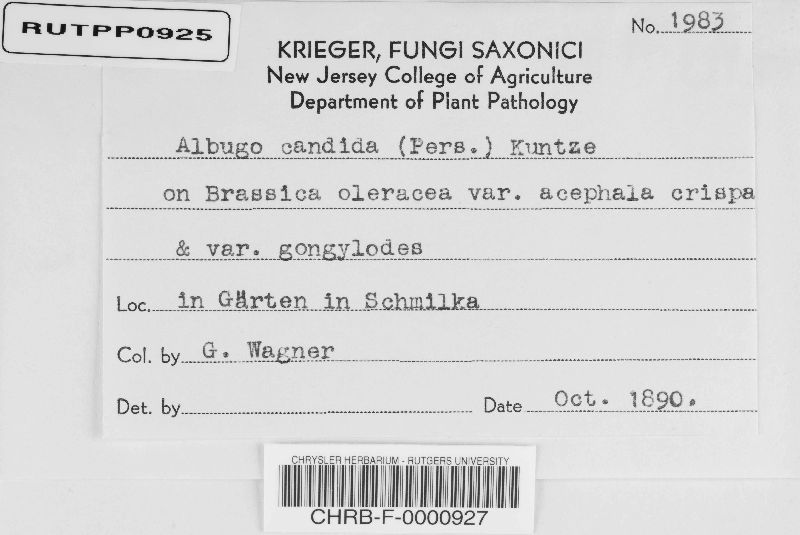 RUTPP0925
No. 1983
KRIEGER, FUNGI SAXONICI
New Jersey College of Agriculture
Department of Plant Pathology
Albugo candida (Pers.) Kuntze
on Brassica oleracea var. acephala crispa
& var. gongylodes
Loc. in Gärten in Schmilka
Col. by G. Wagner
Det. by
Date Oct. 1890.
CHRYSLER HERBARIUM - RUTGERS UNIVERSITY
CHRB-F-0000927